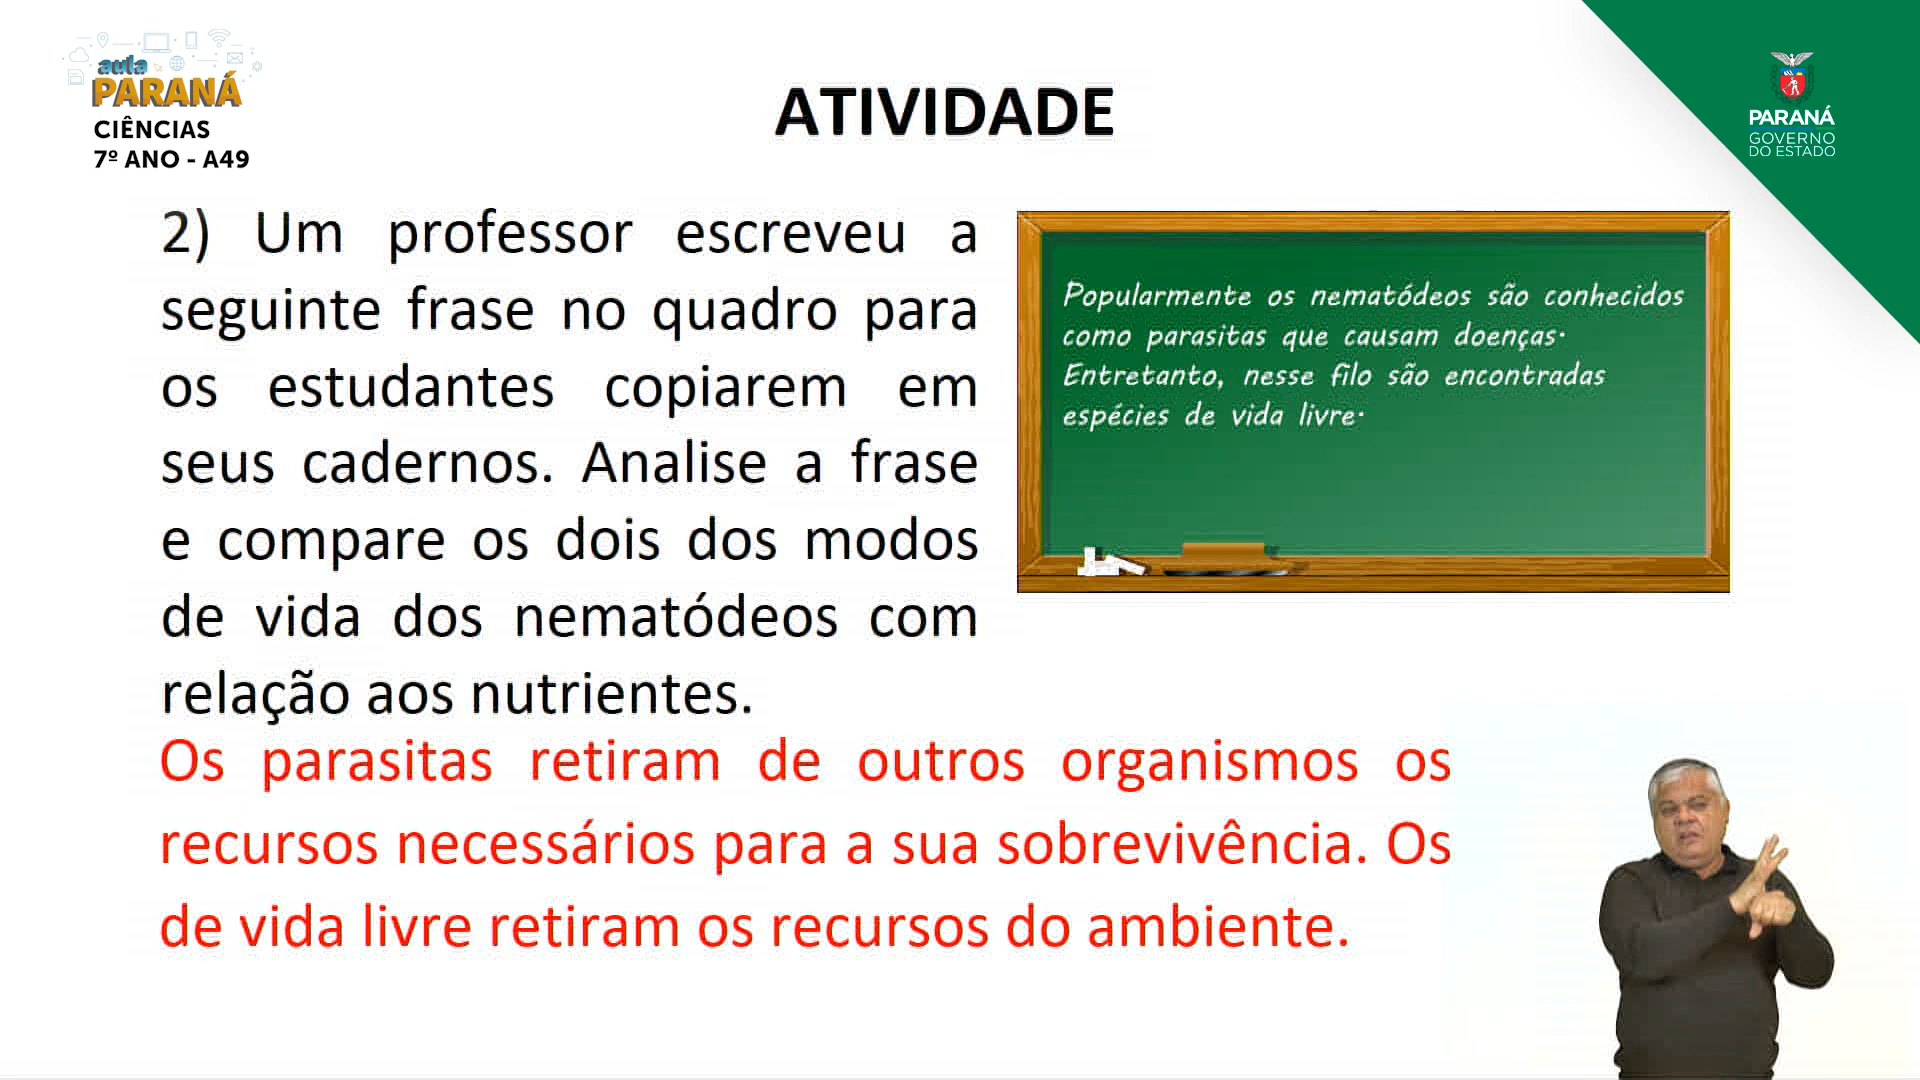 aula
PARANÁ
CIÊNCIAS
7º ANO - A49
ATIVIDADE
PARANÁ
GOVERNO
DO ESTADO
2) Um professor escreveu a
seguinte frase no quadro para
os estudantes copiarem em
seus cadernos. Analise a frase
e compare os dois dos modos
de vida dos nematódeos com
relação aos nutrientes.
Popularmente os nematódeos são conhecidos
como parasitas que causam doenças.
Entretanto, nesse filo são encontradas
espécies de vida livre.
Os parasitas retiram de outros organismos os
recursos necessários para a sua sobrevivência. Os
de vida livre retiram os recursos do ambiente.